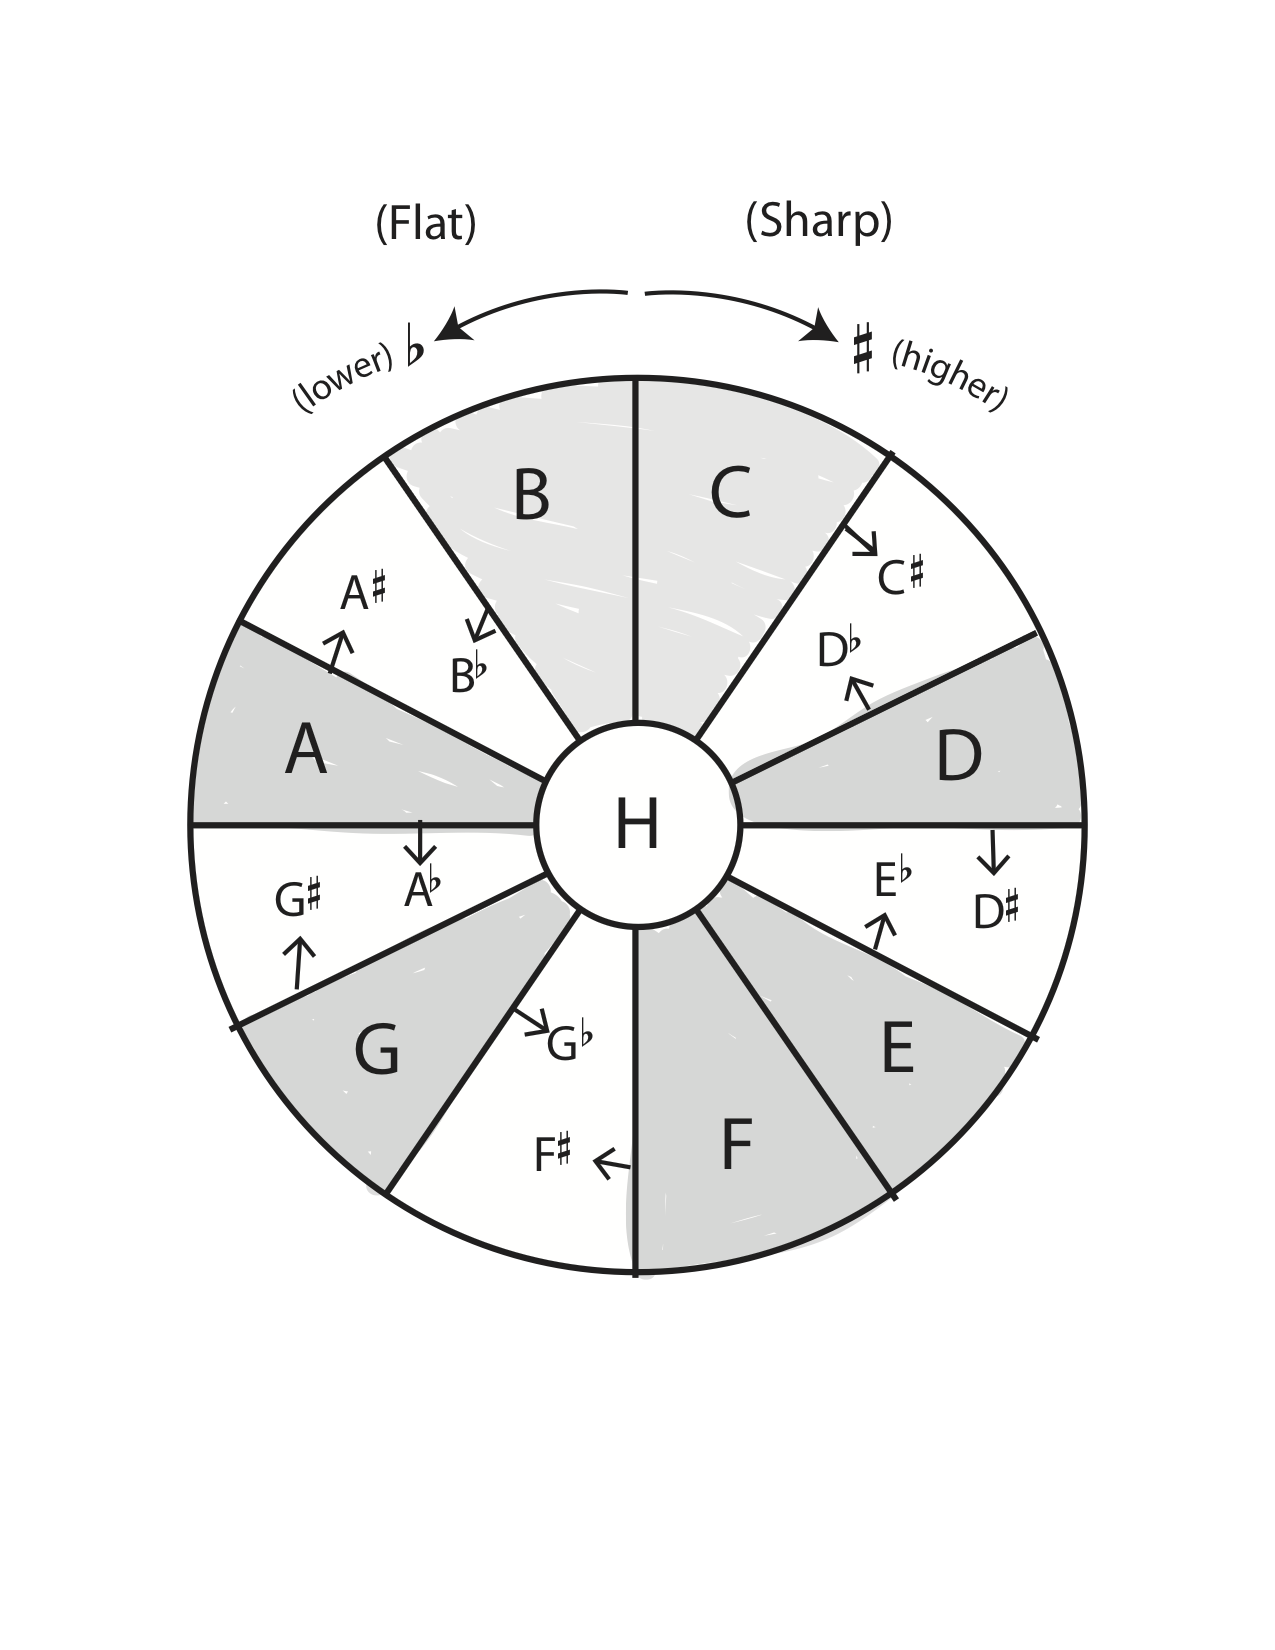 (Flat)
(Sharp)
(lower) ♭
♯ (higher)
B
C
A♯
C♯
B♭
D♭
A
D
H
G♯
A♭
E♭
D♯
G
G♭
E
F♯
F